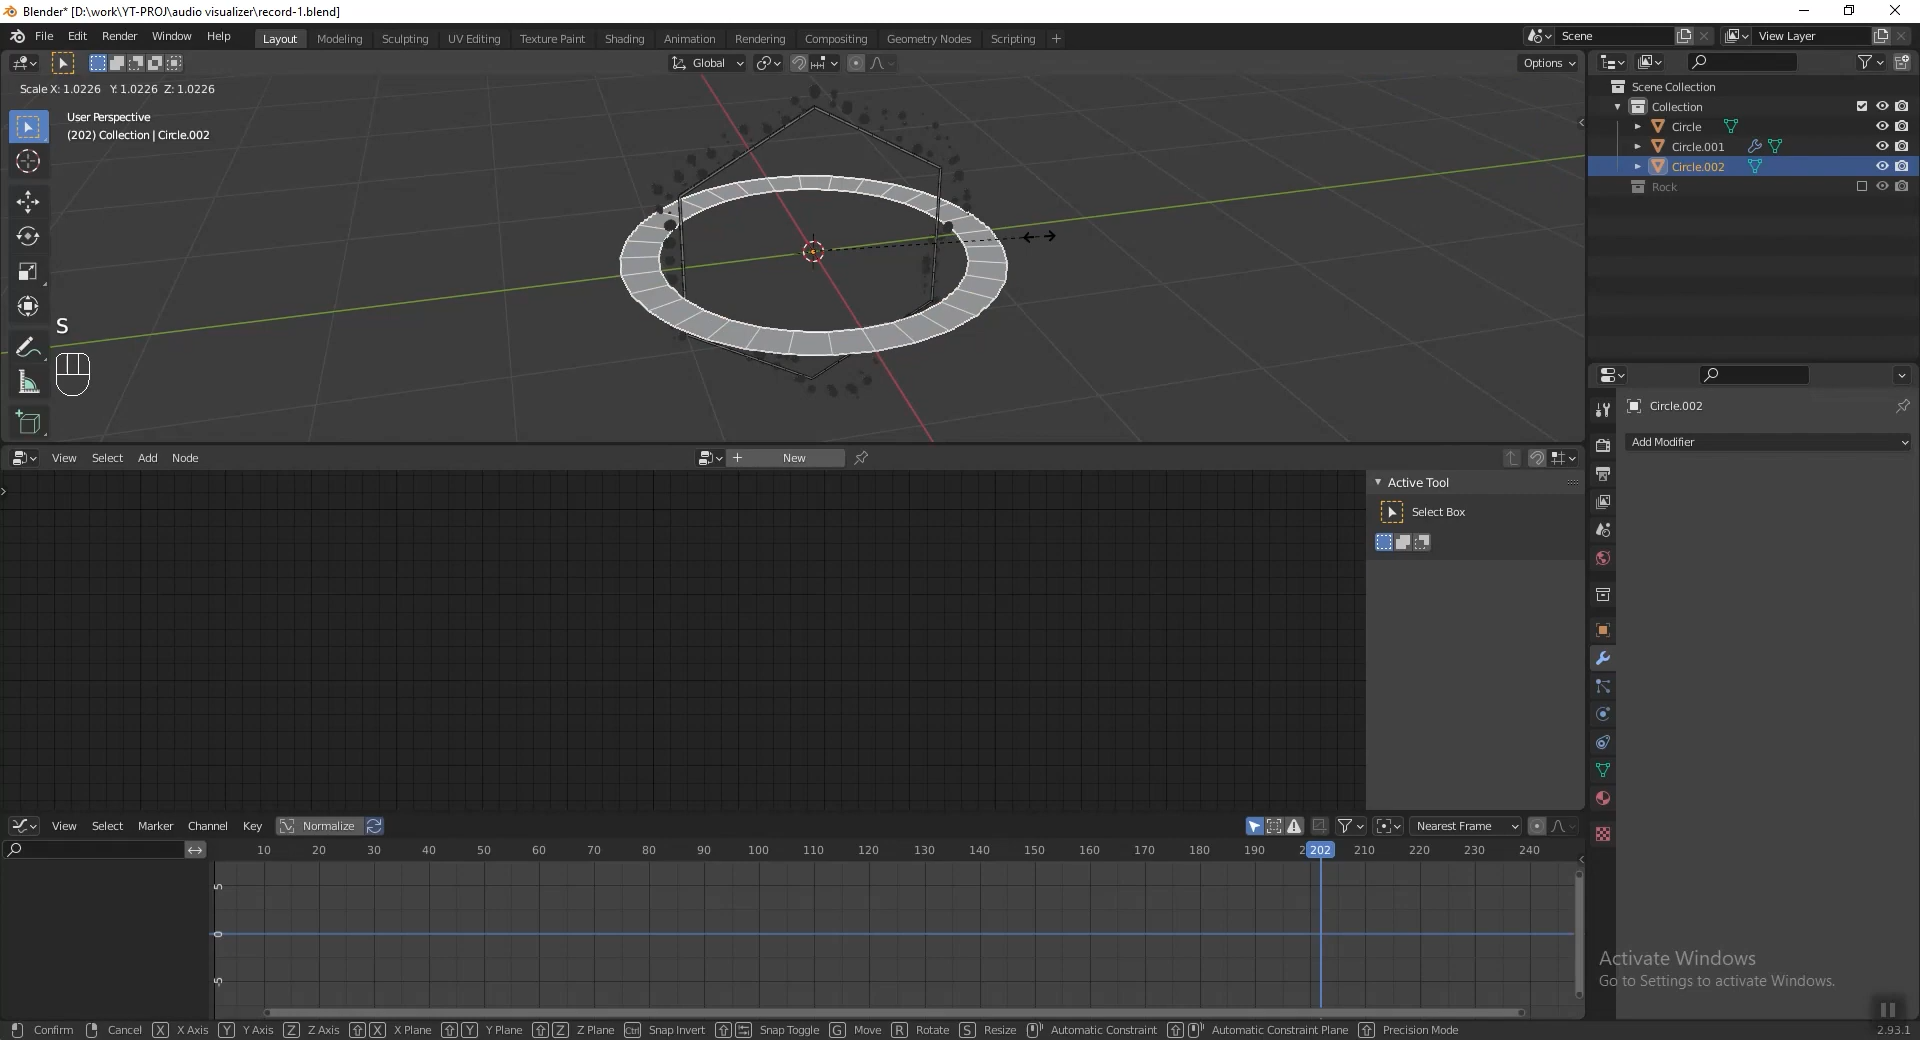 Blender* [D:\work\YT-PROJ\audio visualizer\record-1.blend]
File Edit Render Window Help Layout Modeling Sculpting UV Editing Texture Paint Shading Animation Rendering Compositing Geometry Nodes Scripting + Scene View Layer
Global Options
Scale X: 1.0226 Y: 1.0226 Z: 1.0226
User Perspective
(202) Collection | Circle.002
S
Scene Collection
Collection
Circle
Circle.001
Circle.002
Rock
Circle.002
Add Modifier
View Select Add Node + New
Active Tool
Select Box
View Select Marker Channel Key Normalize Nearest Frame
10 20 30 40 50 60 70 80 90 100 110 120 130 140 150 160 170 180 190 202 210 220 230 240
5
0
-5
Activate Windows
Go to Settings to activate Windows.
Confirm Cancel X X Axis Y Y Axis Z Z Axis X X Plane Y Y Plane Z Z Plane Ctrl Snap Invert Snap Toggle G Move R Rotate S Resize Automatic Constraint Automatic Constraint Plane Precision Mode 2.93.1